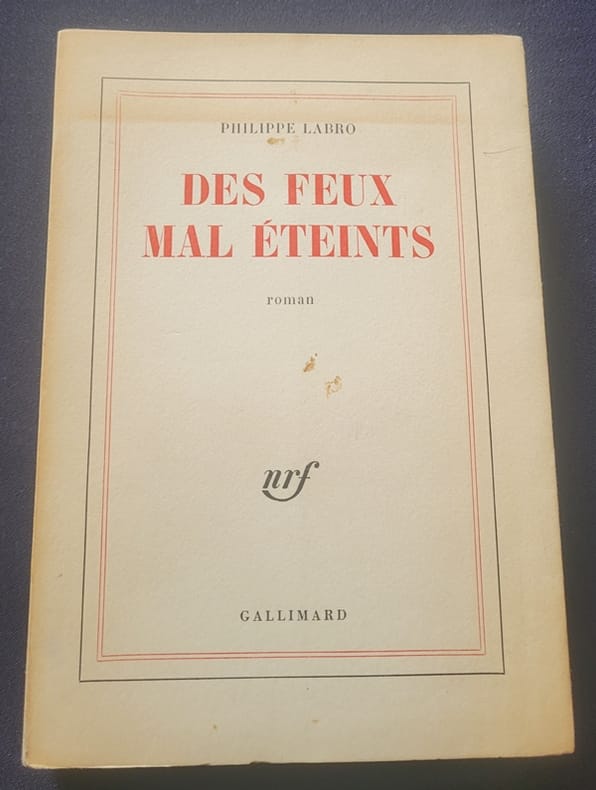 PHILIPPE LABRO
DES FEUX
MAL ÉTEINTS
roman
nrf
GALLIMARD